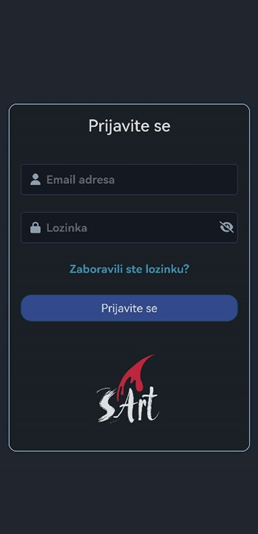 Prijavite se
Email adresa
Lozinka
Zaboravili ste lozinku?
Prijavite se
SArt